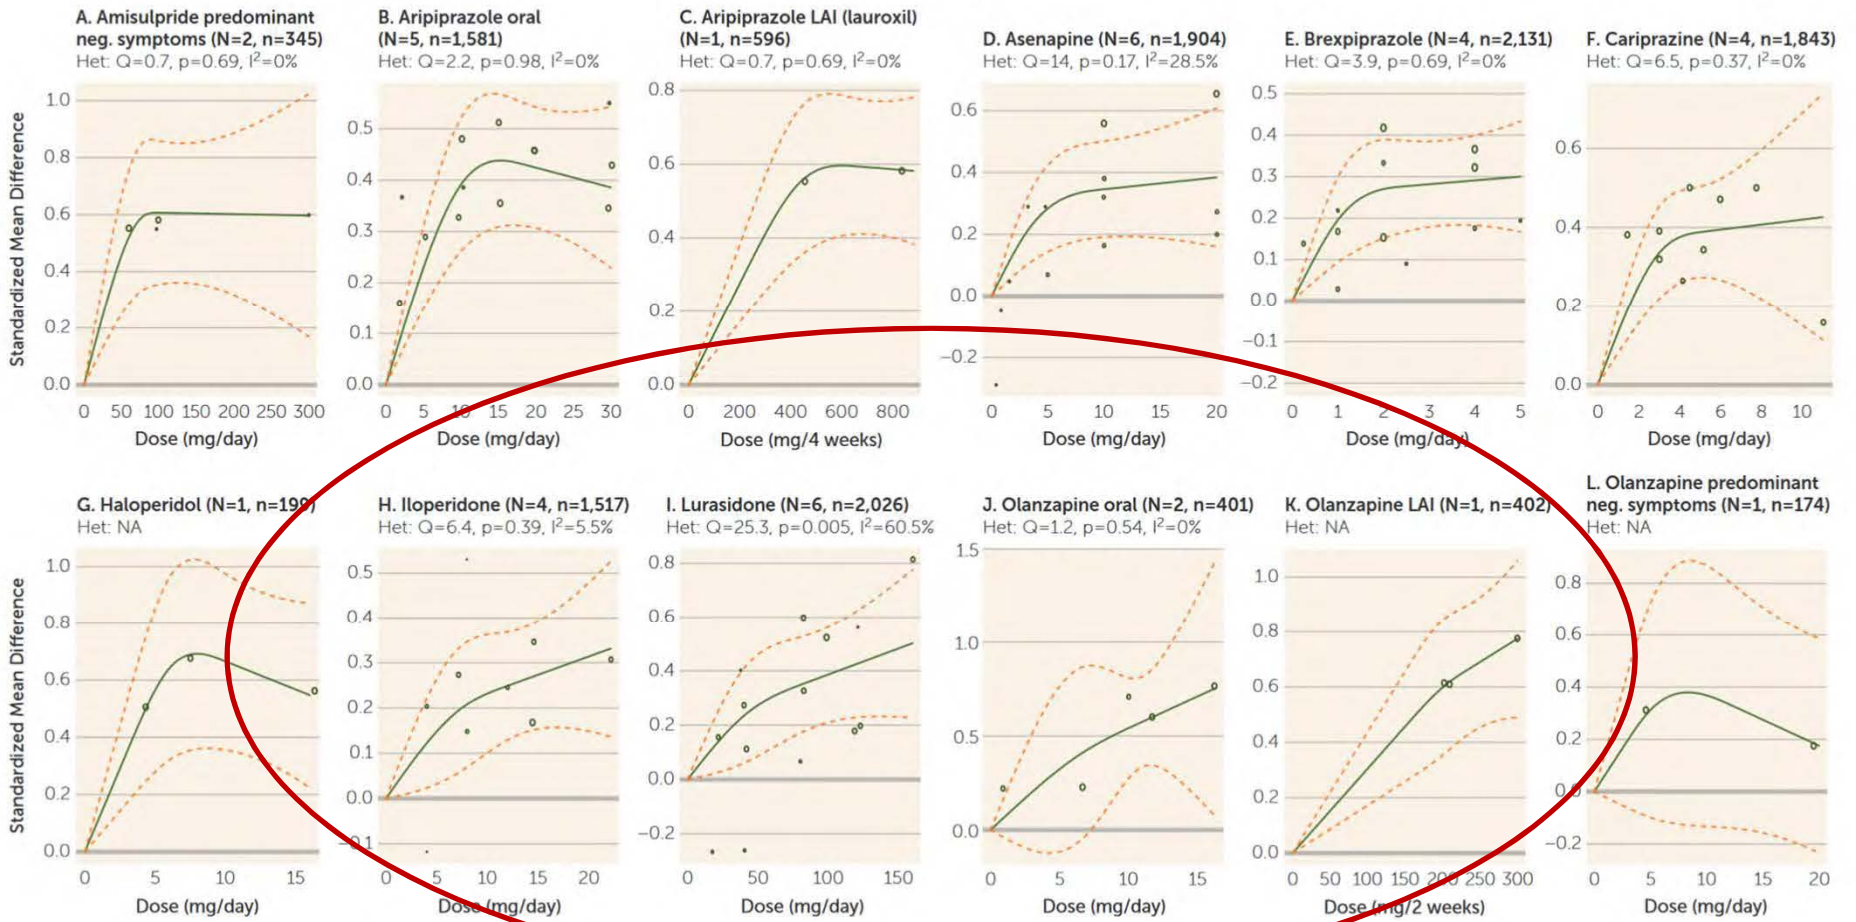 A. Amisulpride predominant
neg. symptoms (N=2, n=345)
Het: Q=0.7, p=0.69, I²=0%
B. Aripiprazole oral
(N=5, n=1,581)
Het: Q=2.2, p=0.98, I²=0%
C. Aripiprazole LAI (lauroxil)
(N=1, n=596)
Het: Q=0.7, p=0.69, I²=0%
D. Asenapine (N=6, n=1,904)
Het: Q=14, p=0.17, I²=28.5%
E. Brexpiprazole (N=4, n=2,131)
Het: Q=3.9, p=0.69, I²=0%
F. Cariprazine (N=4, n=1,843)
Het: Q=6.5, p=0.37, I²=0%
Standardized Mean Difference
1.0
0.8
0.6
0.4
0.2
0.0
0 50 100 150 200 250 300
Dose (mg/day)
0.5
0.4
0.3
0.2
0.1
0.0
0 5 10 15 20 25 30
Dose (mg/day)
0.8
0.6
0.4
0.2
0.0
0 200 400 600 800
Dose (mg/4 weeks)
0.6
0.4
0.2
0.0
−0.2
0 5 10 15 20
Dose (mg/day)
0.5
0.4
0.3
0.2
0.1
0.0
−0.1
−0.2
0 1 2 3 4 5
Dose (mg/day)
0.6
0.4
0.2
0.0
0 2 4 6 8 10
Dose (mg/day)
G. Haloperidol (N=1, n=199)
Het: NA
H. Iloperidone (N=4, n=1,517)
Het: Q=6.4, p=0.39, I²=5.5%
I. Lurasidone (N=6, n=2,026)
Het: Q=25.3, p=0.005, I²=60.5%
J. Olanzapine oral (N=2, n=401)
Het: Q=1.2, p=0.54, I²=0%
K. Olanzapine LAI (N=1, n=402)
Het: NA
L. Olanzapine predominant
neg. symptoms (N=1, n=174)
Het: NA
Standardized Mean Difference
1.0
0.8
0.6
0.4
0.2
0.0
0 5 10 15
Dose (mg/day)
0.5
0.4
0.3
0.2
0.1
0.0
−0.1
0 5 10 15 20
Dose (mg/day)
0.8
0.6
0.4
0.2
0.0
−0.2
0 50 100 150
Dose (mg/day)
1.5
1.0
0.5
0.0
0 5 10 15
Dose (mg/day)
1.0
0.8
0.6
0.4
0.2
0.0
0 50 100 150 200 250 300
Dose (mg/2 weeks)
0.8
0.6
0.4
0.2
0.0
−0.2
0 5 10 15 20
Dose (mg/day)